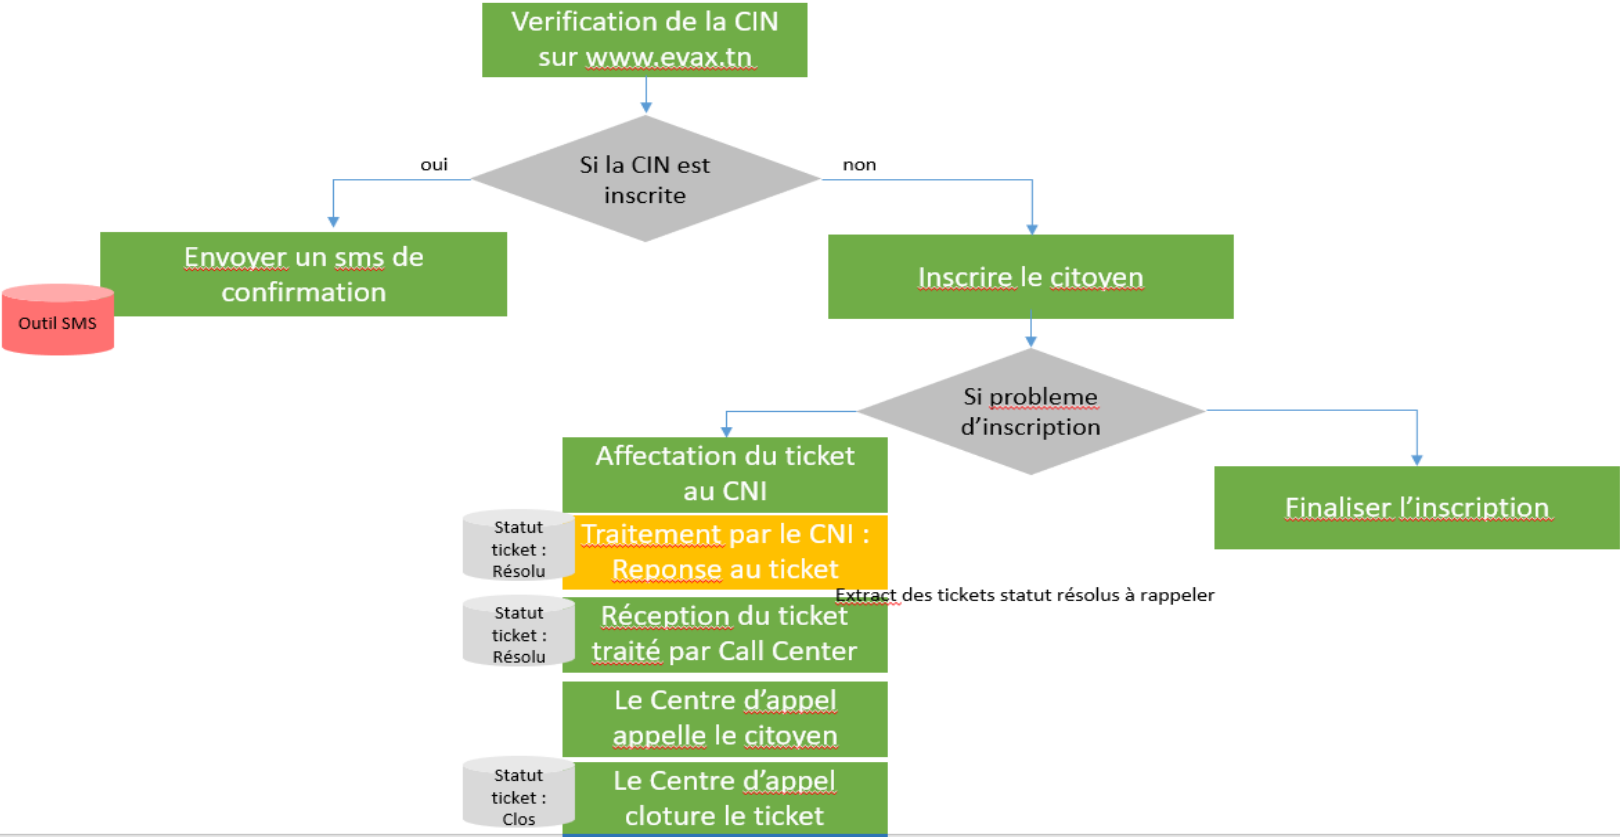 Verification de la CIN
sur www.evax.tn
Si la CIN est
inscrite
oui
non
Envoyer un sms de
confirmation
Outil SMS
Inscrire le citoyen
Si probleme
d’inscription
Affectation du ticket
au CNI
Finaliser l’inscription
Statut
ticket :
Résolu
Traitement par le CNI :
Reponse au ticket
Extract des tickets statut résolus à rappeler
Statut
ticket :
Résolu
Réception du ticket
traité par Call Center
Le Centre d’appel
appelle le citoyen
Statut
ticket :
Clos
Le Centre d’appel
cloture le ticket